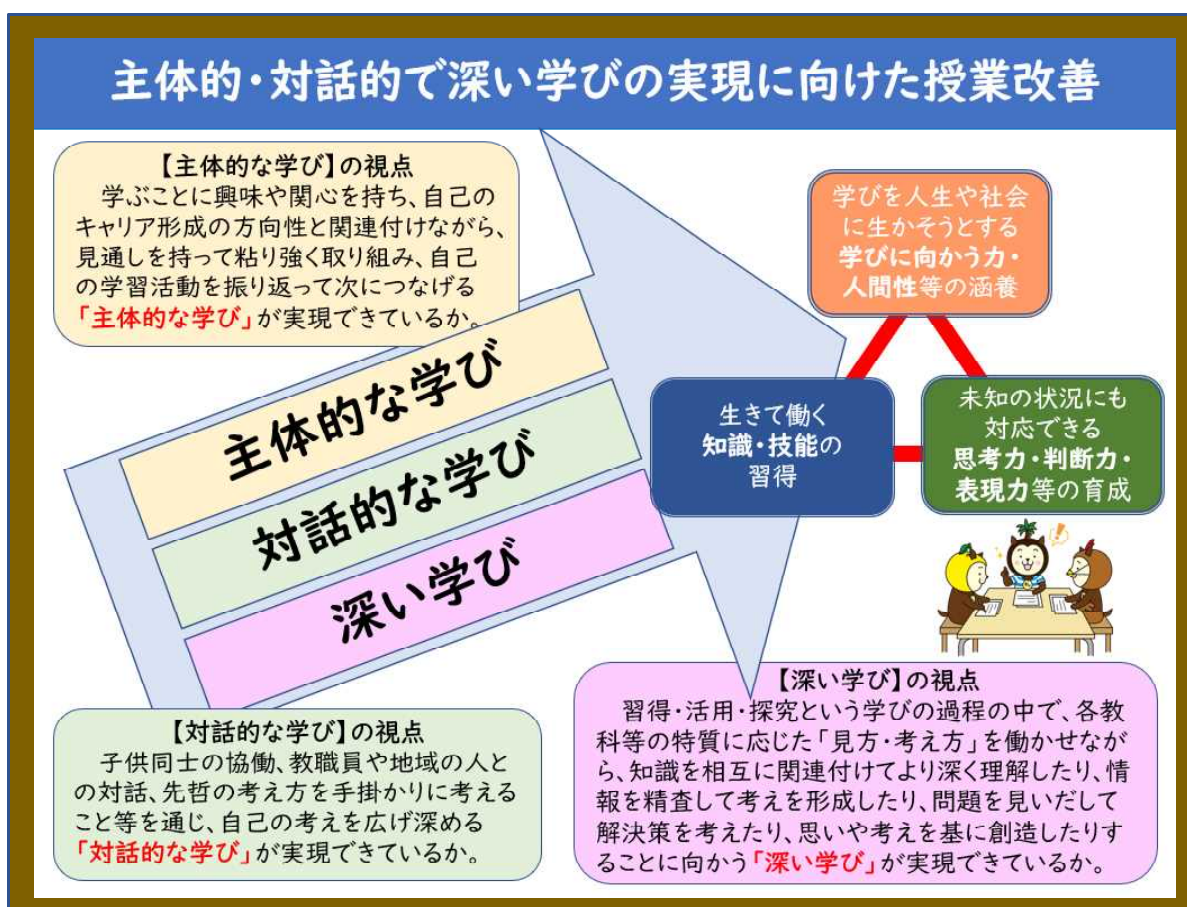 主体的・対話的で深い学びの実現に向けた授業改善
【主体的な学び】の視点
学ぶことに興味や関心を持ち、自己の
キャリア形成の方向性と関連付けながら、
見通しを持って粘り強く取り組み、自己
の学習活動を振り返って次につなげる
「主体的な学び」が実現できているか。
学びを人生や社会
に生かそうとする
学びに向かう力・
人間性等の涵養
主体的な学び
対話的な学び
深い学び
生きて働く
知識・技能の
習得
未知の状況にも
対応できる
思考力・判断力・
表現力等の育成
【対話的な学び】の視点
子供同士の協働、教職員や地域の人と
の対話、先哲の考え方を手掛かりに考える
こと等を通じ、自己の考えを広げ深める
「対話的な学び」が実現できているか。
【深い学び】の視点
習得・活用・探究という学びの過程の中で、各教
科等の特質に応じた「見方・考え方」を働かせなが
ら、知識を相互に関連付けてより深く理解したり、情
報を精査して考えを形成したり、問題を見いだして
解決策を考えたり、思いや考えを基に創造したりす
ることに向かう「深い学び」が実現できているか。